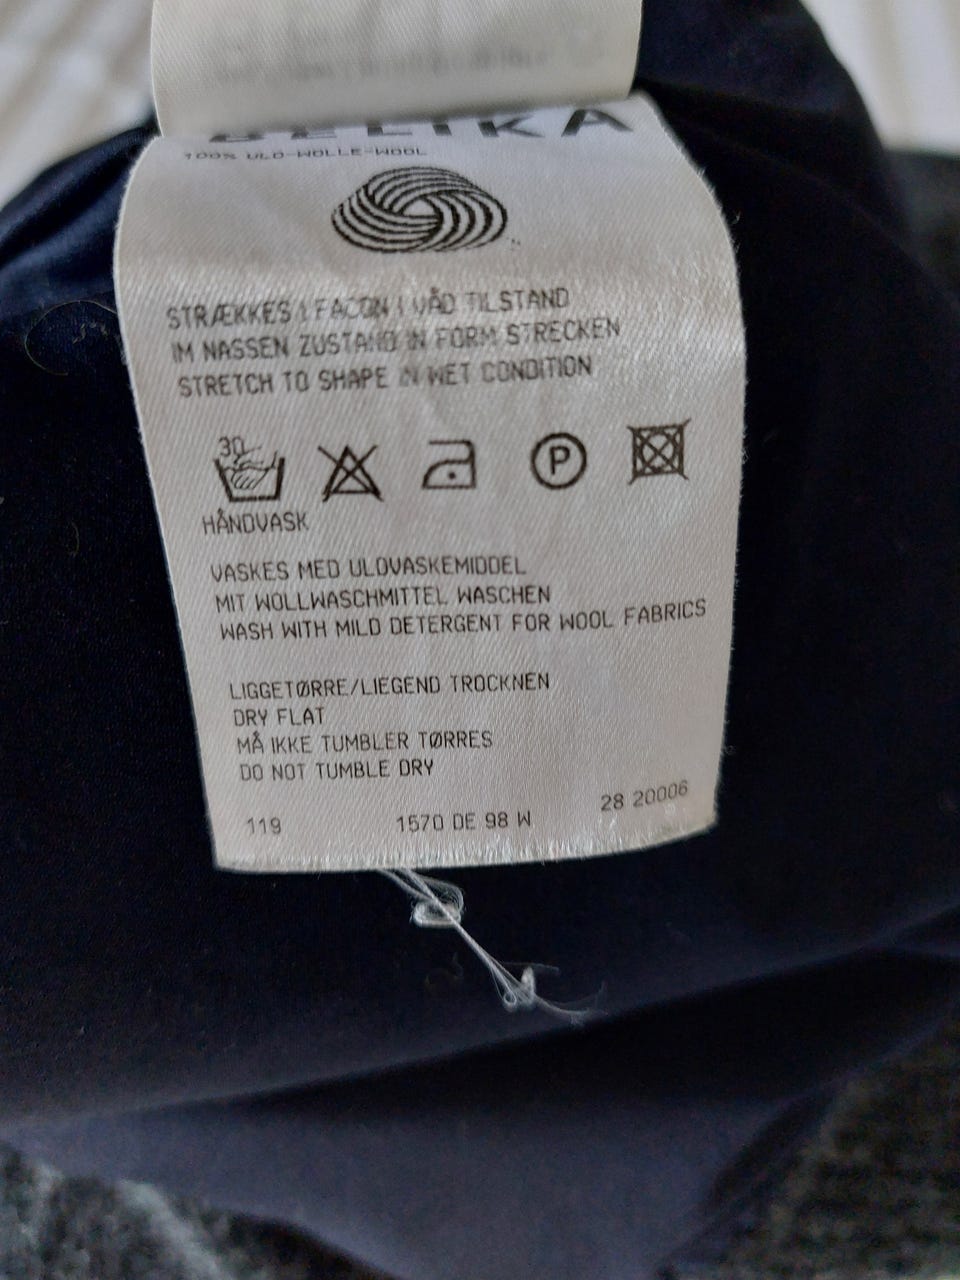 100% ULD-WOLLE-WOOL
STRÆKKES I FACON I VÅD TILSTAND
IM NASSEN ZUSTAND IN FORM STRECKEN
STRETCH TO SHAPE IN WET CONDITION
30
P
HÅNDVASK
VASKES MED ULDVASKEMIDDEL
MIT WOLLWASCHMITTEL WASCHEN
WASH WITH MILD DETERGENT FOR WOOL FABRICS
LIGGETØRRE/LIEGEND TROCKNEN
DRY FLAT
MÅ IKKE TUMBLER TØRRES
DO NOT TUMBLE DRY
119 1570 DE 98 W 28 20006